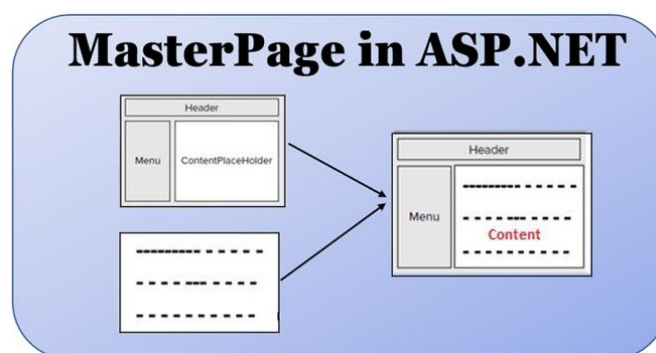 MasterPage in ASP.NET
Header
Menu
ContentPlaceHolder
Header
Menu
Content